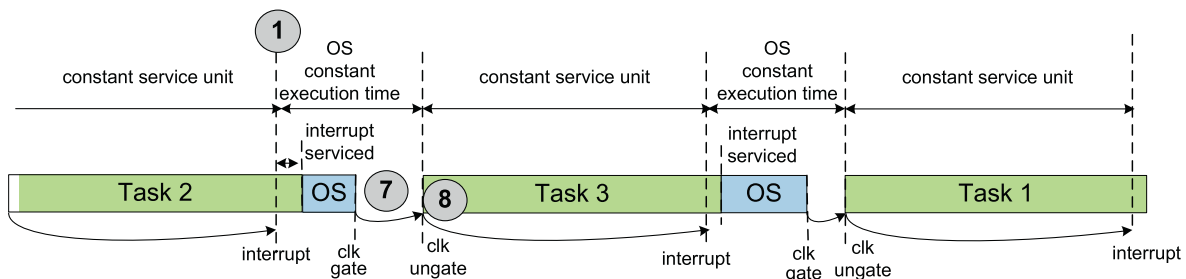 1
OS
constant
execution time
OS
constant
execution time
constant service unit
constant service unit
constant service unit
interrupt
serviced
interrupt
serviced
Task 2
OS
7
8
Task 3
OS
Task 1
interrupt
clk
gate
clk
ungate
interrupt
clk
gate
clk
ungate
interrupt